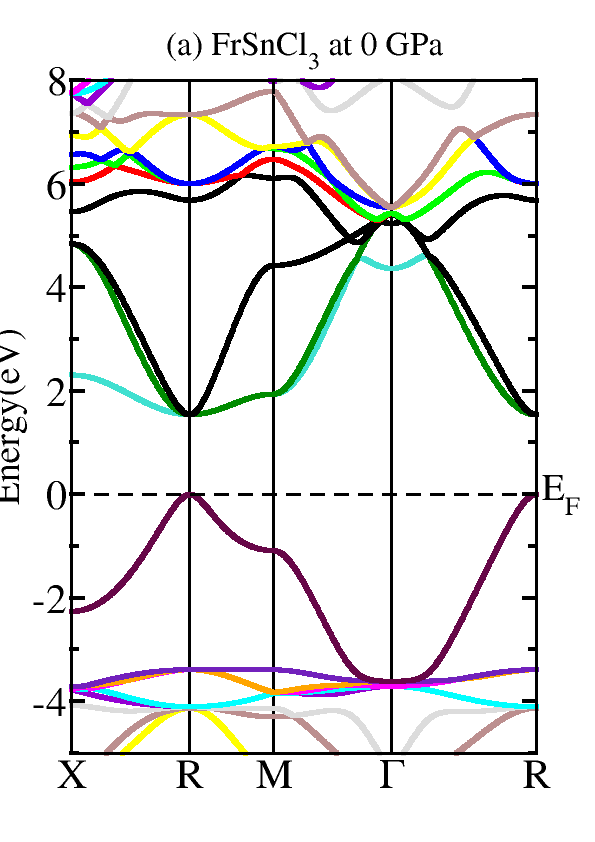 (a) FrSnCl3 at 0 GPa
Energy(eV)
8
6
4
2
0
-2
-4
EF
X R M Γ R